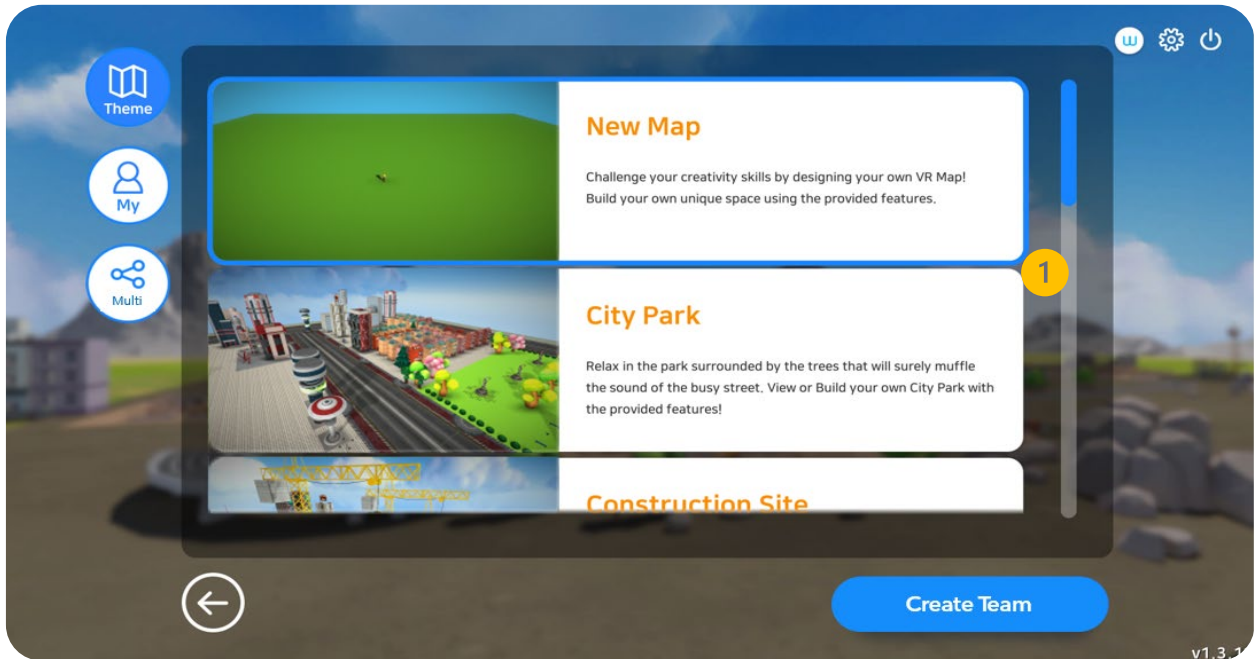 W
Theme
My
Multi
New Map
Challenge your creativity skills by designing your own VR Map!
Build your own unique space using the provided features.
1
City Park
Relax in the park surrounded by the trees that will surely muffle
the sound of the busy street. View or Build your own City Park with
the provided features!
Construction Site
Create Team
v1.3.1